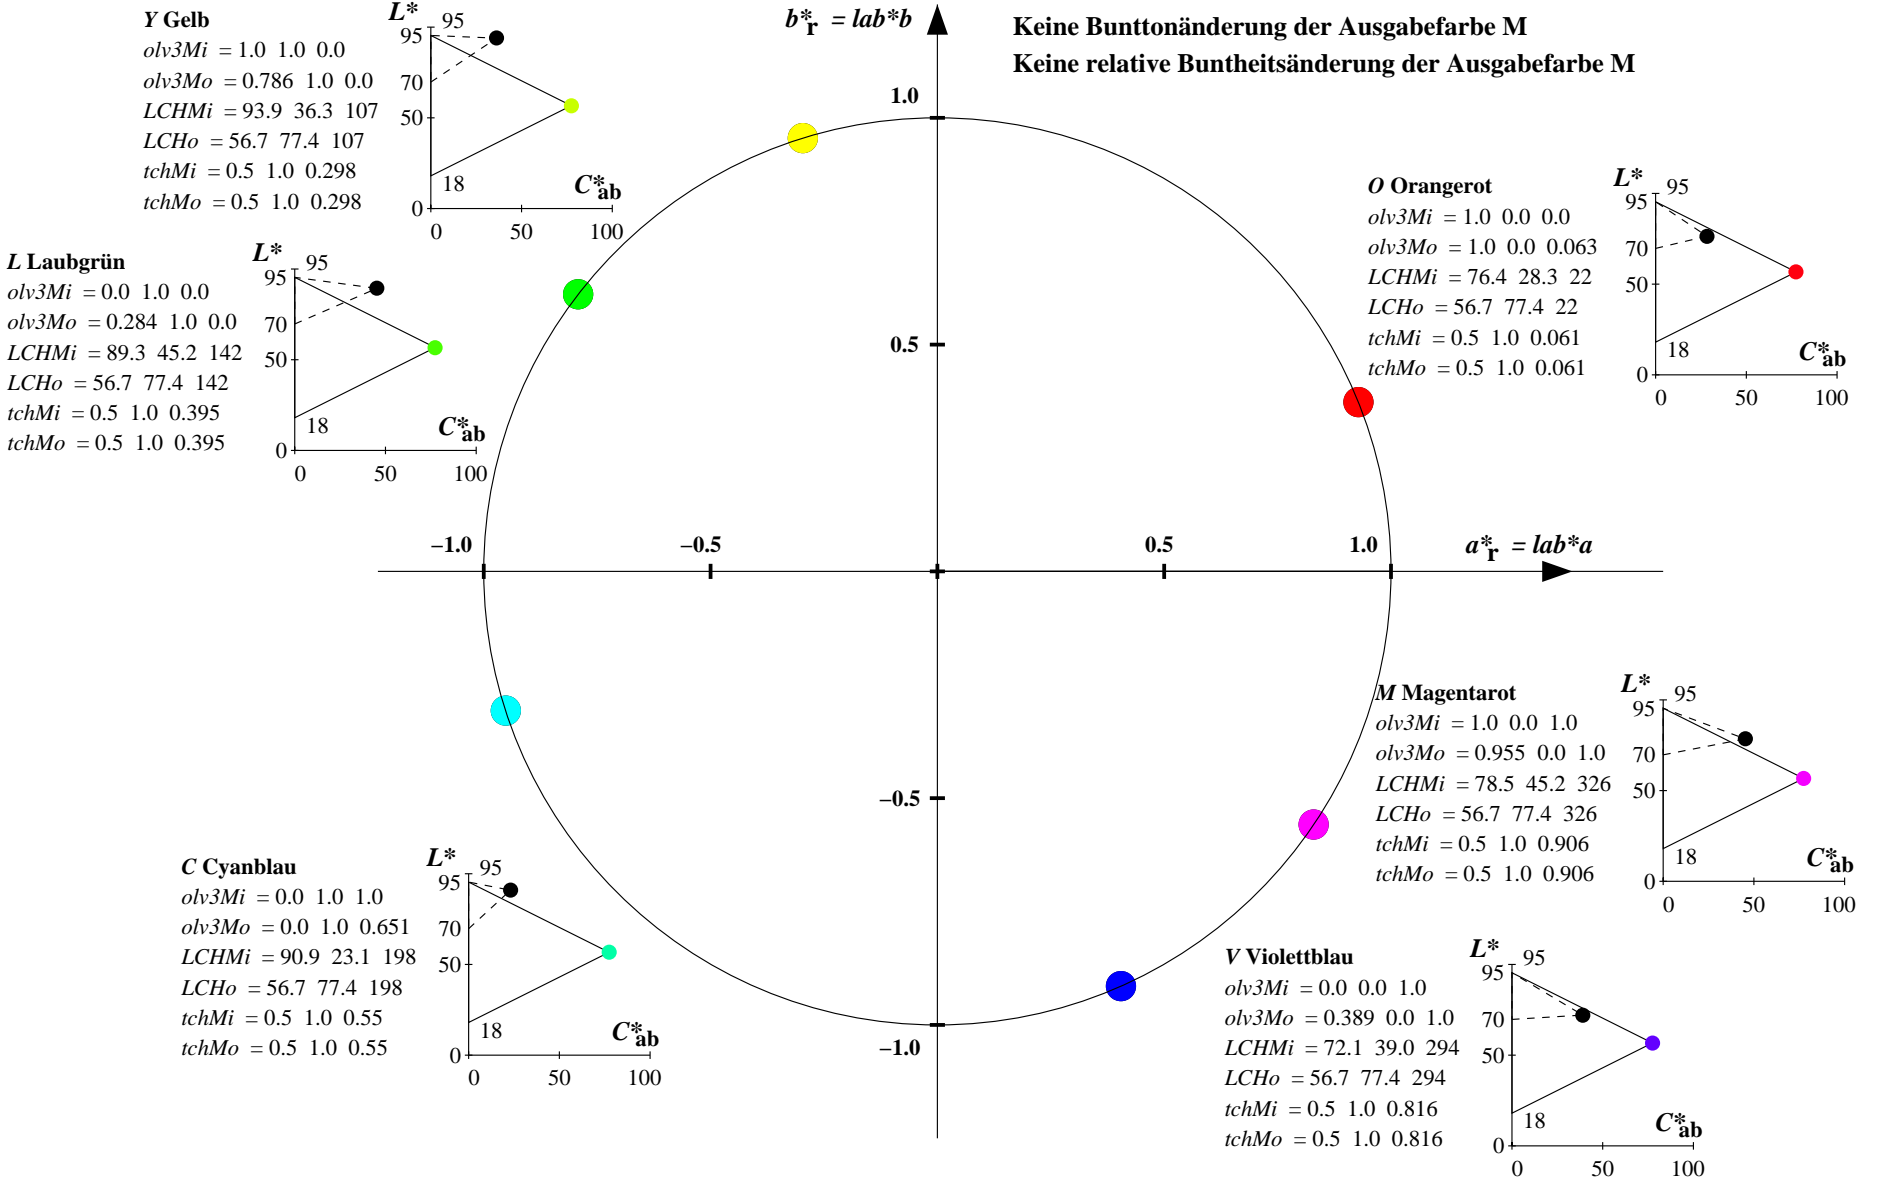 Keine Bunttonänderung der Ausgabefarbe M
Keine relative Buntheitsänderung der Ausgabefarbe M
b*r = lab*b
a*r = lab*a
1.0
0.5
−0.5
−1.0
−1.0
−0.5
0.5
1.0
Y Gelb
olv3Mi = 1.0 1.0 0.0
olv3Mo = 0.786 1.0 0.0
LCHMi = 93.9 36.3 107
LCHo = 56.7 77.4 107
tchMi = 0.5 1.0 0.298
tchMo = 0.5 1.0 0.298
L*
95
95
70
50
18
0
C*ab
0 50 100
L Laubgrün
olv3Mi = 0.0 1.0 0.0
olv3Mo = 0.284 1.0 0.0
LCHMi = 89.3 45.2 142
LCHo = 56.7 77.4 142
tchMi = 0.5 1.0 0.395
tchMo = 0.5 1.0 0.395
L*
95
95
70
50
18
0
C*ab
0 50 100
O Orangerot
olv3Mi = 1.0 0.0 0.0
olv3Mo = 1.0 0.0 0.063
LCHMi = 76.4 28.3 22
LCHo = 56.7 77.4 22
tchMi = 0.5 1.0 0.061
tchMo = 0.5 1.0 0.061
L*
95
95
70
50
18
0
C*ab
0 50 100
M Magentarot
olv3Mi = 1.0 0.0 1.0
olv3Mo = 0.955 0.0 1.0
LCHMi = 78.5 45.2 326
LCHo = 56.7 77.4 326
tchMi = 0.5 1.0 0.906
tchMo = 0.5 1.0 0.906
L*
95
95
70
50
18
0
C*ab
0 50 100
C Cyanblau
olv3Mi = 0.0 1.0 1.0
olv3Mo = 0.0 1.0 0.651
LCHMi = 90.9 23.1 198
LCHo = 56.7 77.4 198
tchMi = 0.5 1.0 0.55
tchMo = 0.5 1.0 0.55
L*
95
95
70
50
18
0
C*ab
0 50 100
V Violettblau
olv3Mi = 0.0 0.0 1.0
olv3Mo = 0.389 0.0 1.0
LCHMi = 72.1 39.0 294
LCHo = 56.7 77.4 294
tchMi = 0.5 1.0 0.816
tchMo = 0.5 1.0 0.816
L*
95
95
70
50
18
0
C*ab
0 50 100